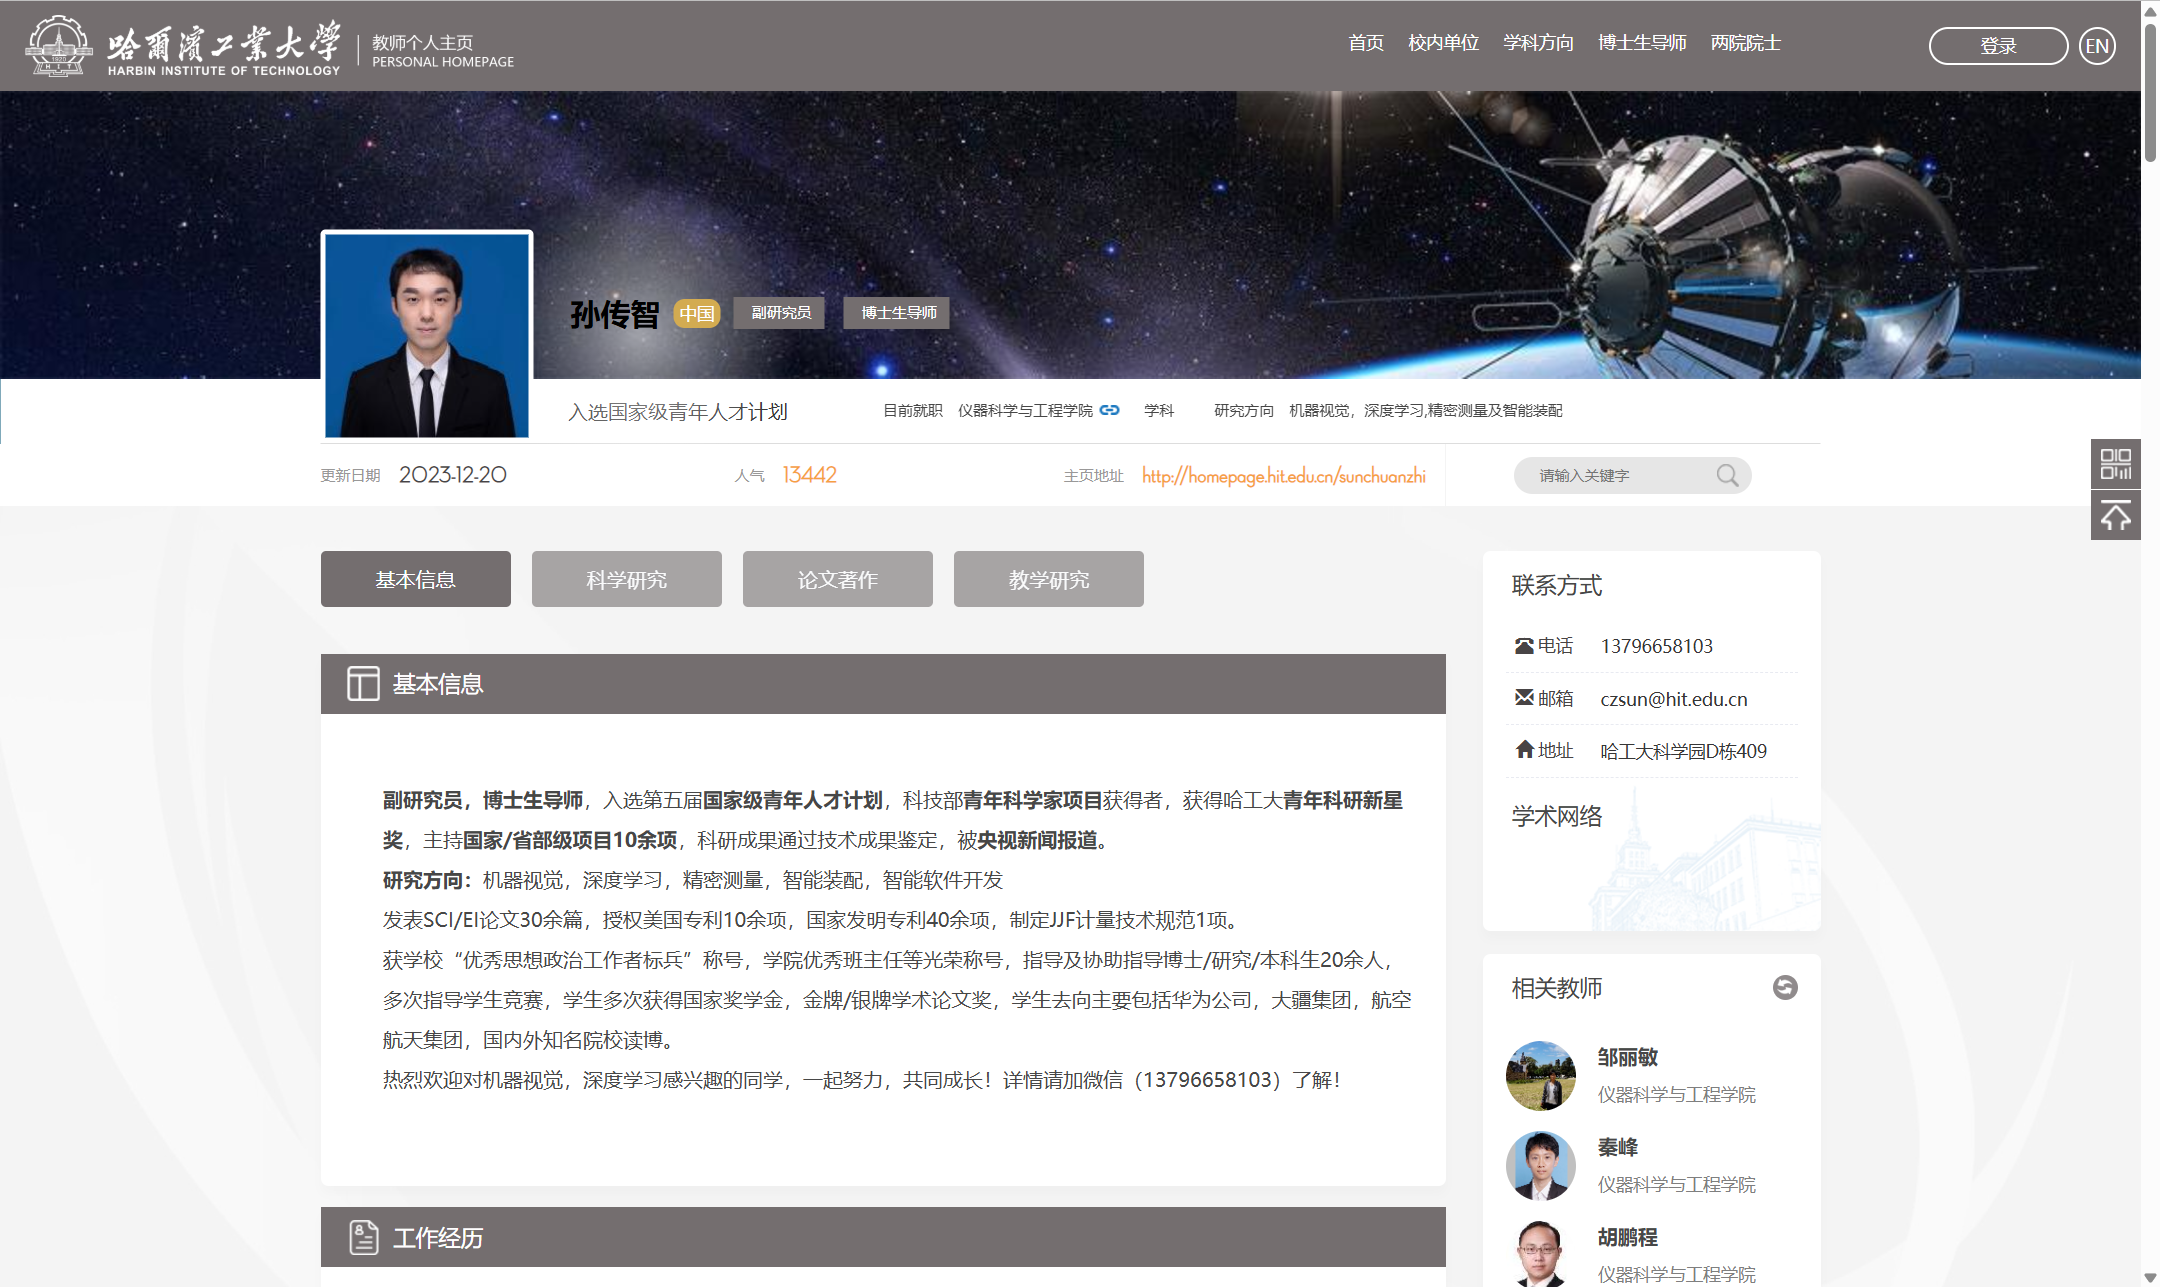 哈爾濱工業大學
HARBIN INSTITUTE OF TECHNOLOGY
教师个人主页
PERSONAL HOMEPAGE
首页 校内单位 学科方向 博士生导师 两院院士
登录 EN
孙传智 中国 副研究员 博士生导师
入选国家级青年人才计划 目前就职 仪器科学与工程学院 学科 研究方向 机器视觉，深度学习,精密测量及智能装配
更新日期 2023-12-20 人气 13442 主页地址 http://homepage.hit.edu.cn/sunchuanzhi 请输入关键字
基本信息 科学研究 论文著作 教学研究
基本信息
副研究员，博士生导师，入选第五届国家级青年人才计划，科技部青年科学家项目获得者，获得哈工大青年科研新星
奖，主持国家/省部级项目10余项，科研成果通过技术成果鉴定，被央视新闻报道。
研究方向：机器视觉，深度学习，精密测量，智能装配，智能软件开发
发表SCI/EI论文30余篇，授权美国专利10余项，国家发明专利40余项，制定JJF计量技术规范1项。
获学校“优秀思想政治工作者标兵”称号，学院优秀班主任等光荣称号，指导及协助指导博士/研究/本科生20余人，
多次指导学生竞赛，学生多次获得国家奖学金，金牌/银牌学术论文奖，学生去向主要包括华为公司，大疆集团，航空
航天集团，国内外知名院校读博。
热烈欢迎对机器视觉，深度学习感兴趣的同学，一起努力，共同成长！详情请加微信（13796658103）了解！
工作经历
联系方式
电话 13796658103
邮箱 czsun@hit.edu.cn
地址 哈工大科学园D栋409
学术网络
相关教师
邹丽敏
仪器科学与工程学院
秦峰
仪器科学与工程学院
胡鹏程
仪器科学与工程学院